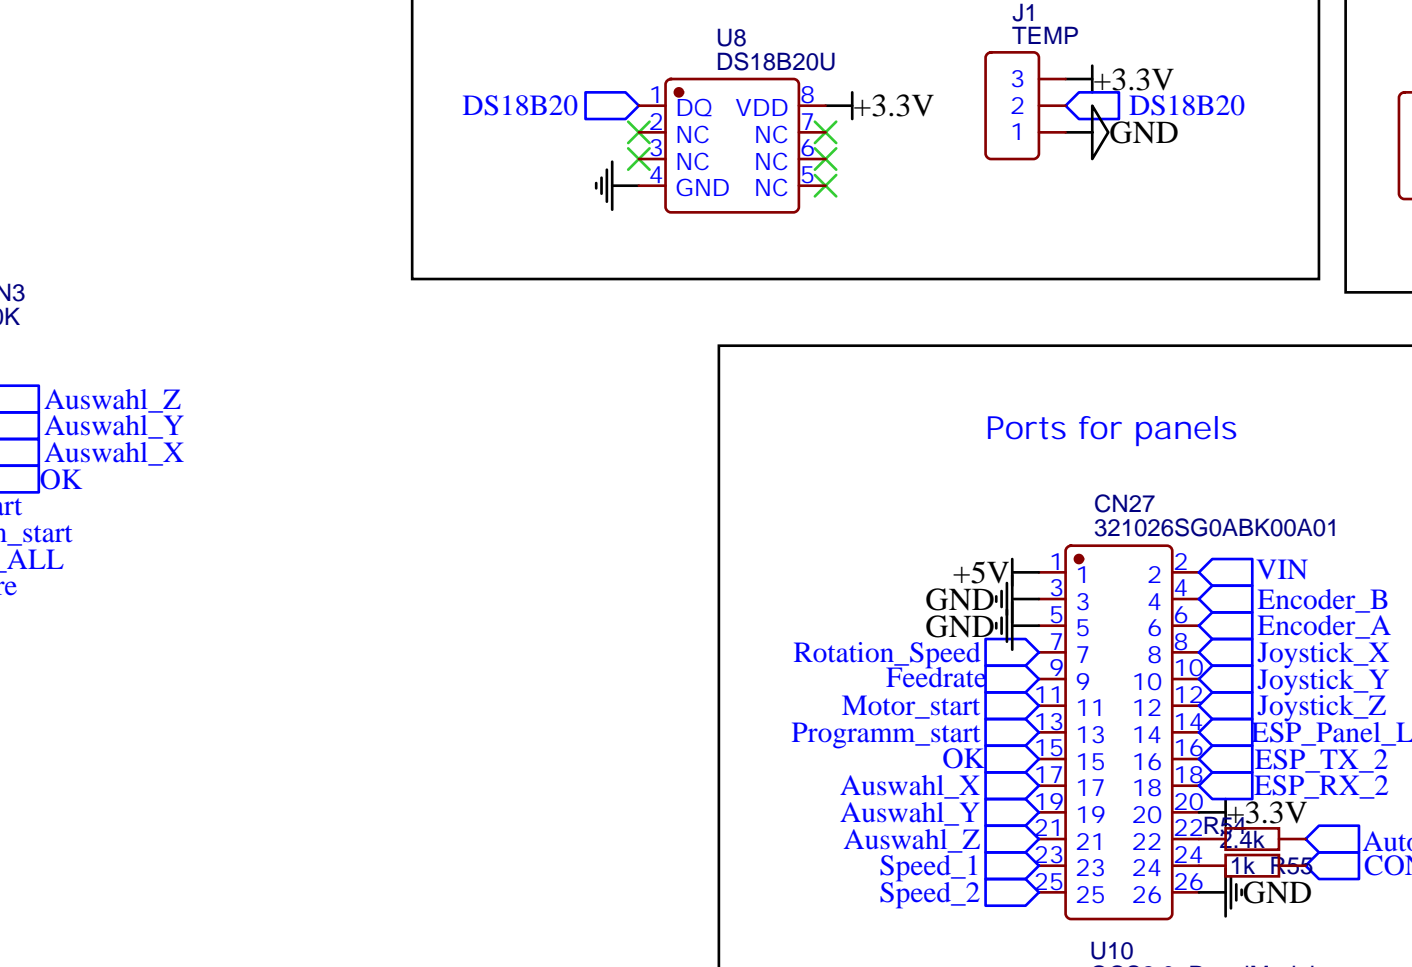 J1
TEMP
U8
DS18B20U
3 +3.3V
2 DS18B20
1 GND
DS18B20 1 DQ VDD 8 +3.3V
2 NC NC 7
3 NC NC 6
4 GND NC 5
N3
Auswahl_Z
Auswahl_Y
Auswahl_X
OK
_start
_ALL
Ports for panels
CN27
321026SG0ABK00A01
+5V 1 1 2 2 VIN
GND 3 3 4 4 Encoder_B
GND 5 5 6 6 Encoder_A
Rotation_Speed 7 7 8 8 Joystick_X
Feedrate 9 9 10 10 Joystick_Y
Motor_start 11 11 12 12 Joystick_Z
Programm_start 13 13 14 14 ESP_Panel_L
OK 15 15 16 16 ESP_TX_2
Auswahl_X 17 17 18 18 ESP_RX_2
Auswahl_Y 19 19 20 20 +3.3V
Auswahl_Z 21 21 22 22 R54 2.4k
Speed_1 23 23 24 24 1k R55
Speed_2 25 25 26 26 GND
U10